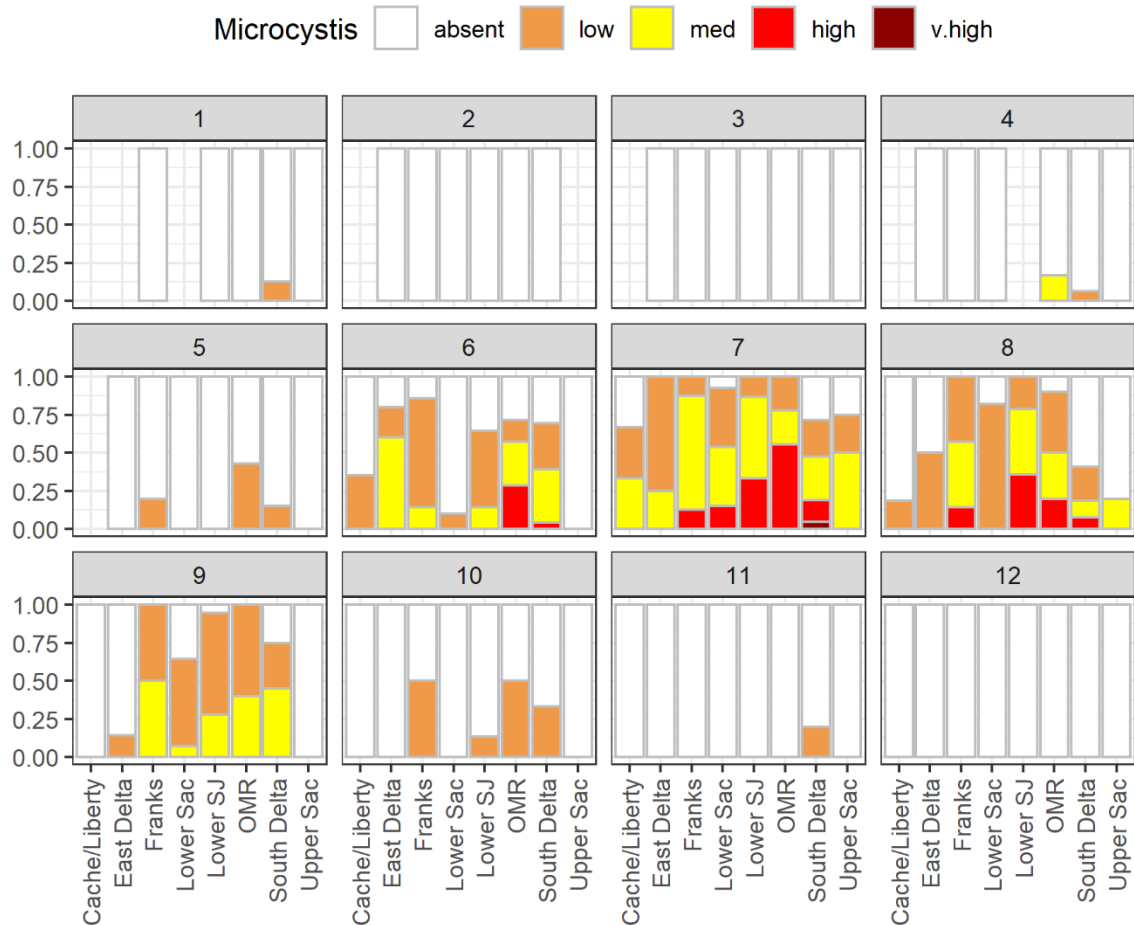 Microcystis absent low med high v.high
1 2 3 4
1.00
0.75
0.50
0.25
0.00
5 6 7 8
1.00
0.75
0.50
0.25
0.00
9 10 11 12
1.00
0.75
0.50
0.25
0.00
Cache/Liberty
East Delta
Franks
Lower Sac
Lower SJ
OMR
South Delta
Upper Sac
Cache/Liberty
East Delta
Franks
Lower Sac
Lower SJ
OMR
South Delta
Upper Sac
Cache/Liberty
East Delta
Franks
Lower Sac
Lower SJ
OMR
South Delta
Upper Sac
Cache/Liberty
East Delta
Franks
Lower Sac
Lower SJ
OMR
South Delta
Upper Sac